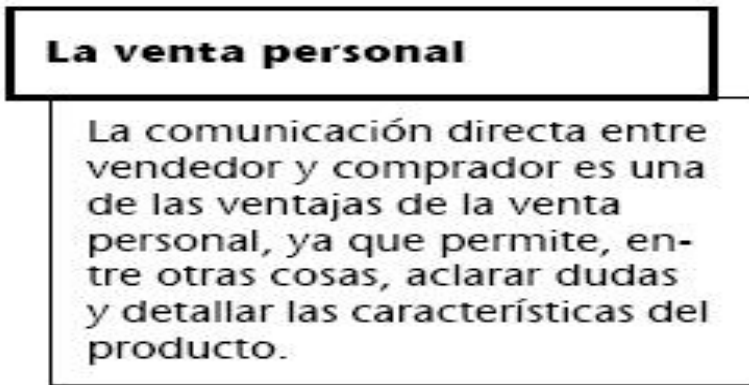 La venta personal
La comunicación directa entre
vendedor y comprador es una
de las ventajas de la venta
personal, ya que permite, en-
tre otras cosas, aclarar dudas
y detallar las características del
producto.